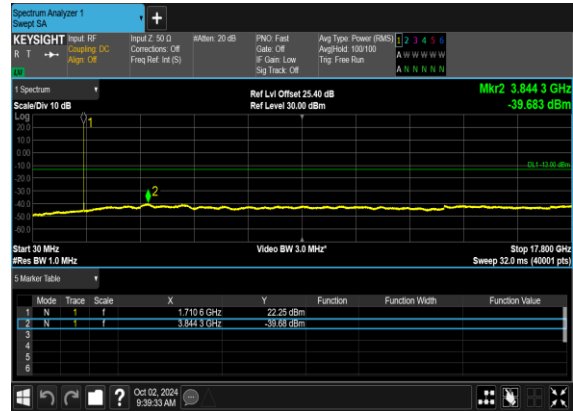 Spectrum Analyzer 1
Swept SA
+
KEYSIGHT Input: RF Input Z: 50 Ω #Atten: 20 dB PNO: Fast Avg Type: Power (RMS) 1 2 3 4 5 6
R T Coupling: DC Corrections: Off Gate: Off Avg|Hold: 100/100 A W W W W W
Align: Off Freq Ref: Int (S) IF Gain: Low Trig: Free Run
LW Sig Track: Off A N N N N N
1 Spectrum Ref Lvl Offset 25.40 dB Mkr2 3.844 3 GHz
Scale/Div 10 dB Ref Level 30.00 dBm -39.683 dBm
Log
20.0
10.0
0.00
-10.0
-20.0
-30.0
-40.0
-50.0
-60.0
1
2
DL1 -13.00 dBm
Start 30 MHz Video BW 3.0 MHz* Stop 17.800 GHz
#Res BW 1.0 MHz Sweep 32.0 ms (40001 pts)
5 Marker Table
Mode Trace Scale X Y Function Function Width Function Value
1 N 1 f 1.710 6 GHz 22.25 dBm
2 N 1 f 3.844 3 GHz -39.68 dBm
3
4
5
6
? Oct 02, 2024
9:39:33 AM